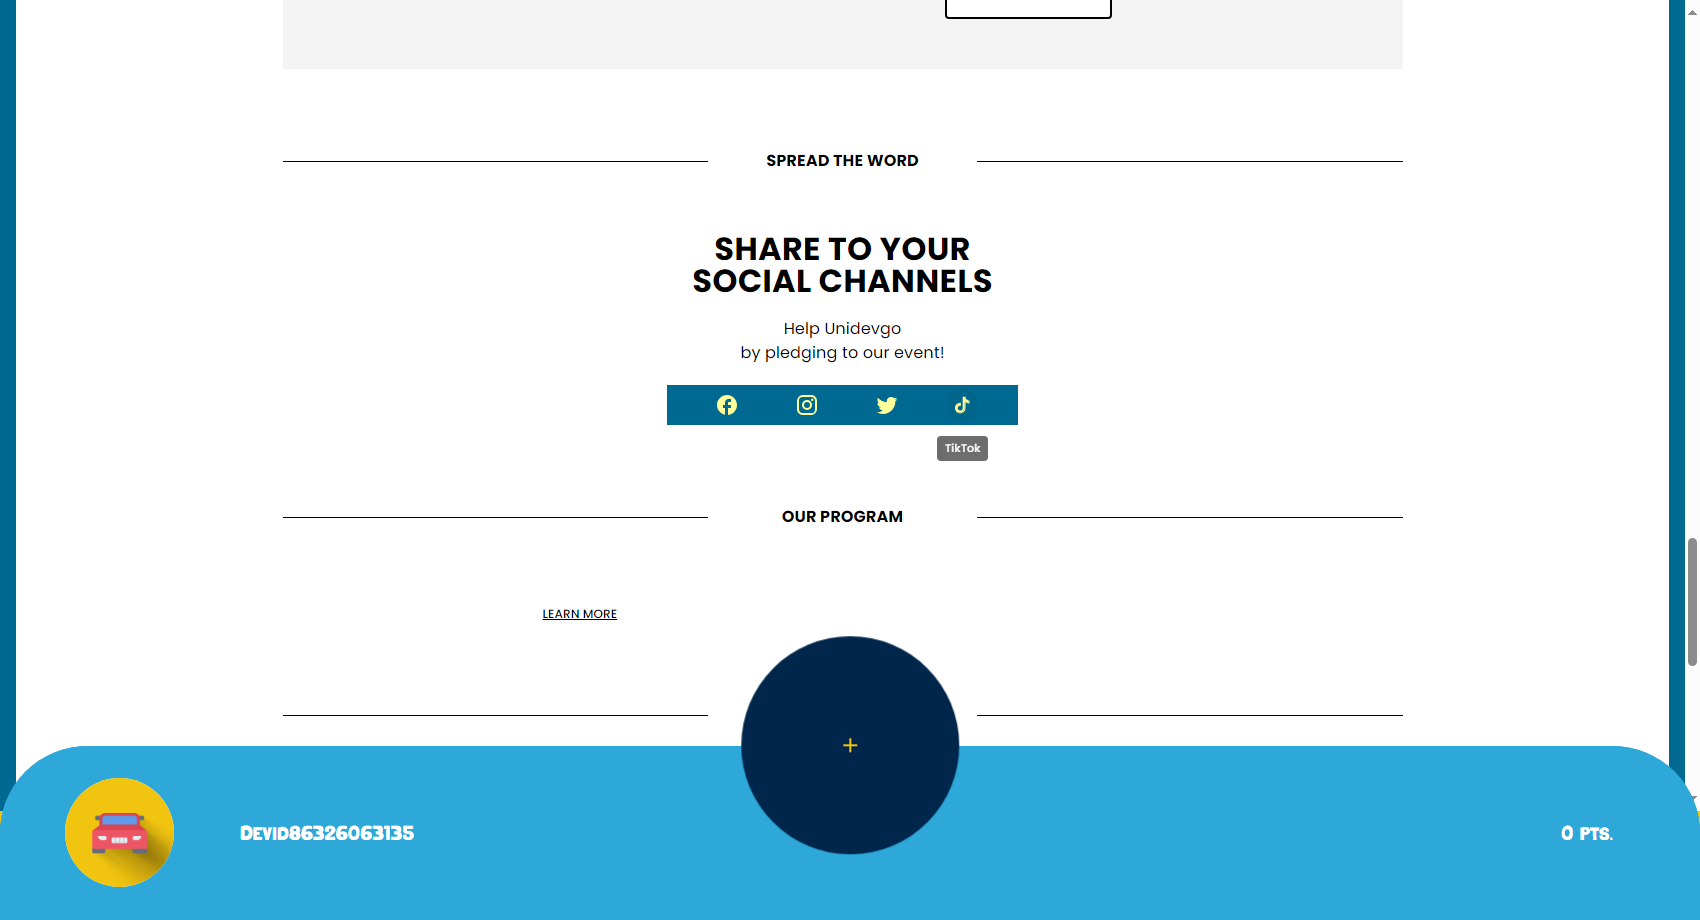 SPREAD THE WORD
SHARE TO YOUR
SOCIAL CHANNELS
Help Unidevgo
by pledging to our event!
TikTok
OUR PROGRAM
LEARN MORE
+
Devid86326063135
0 pts.